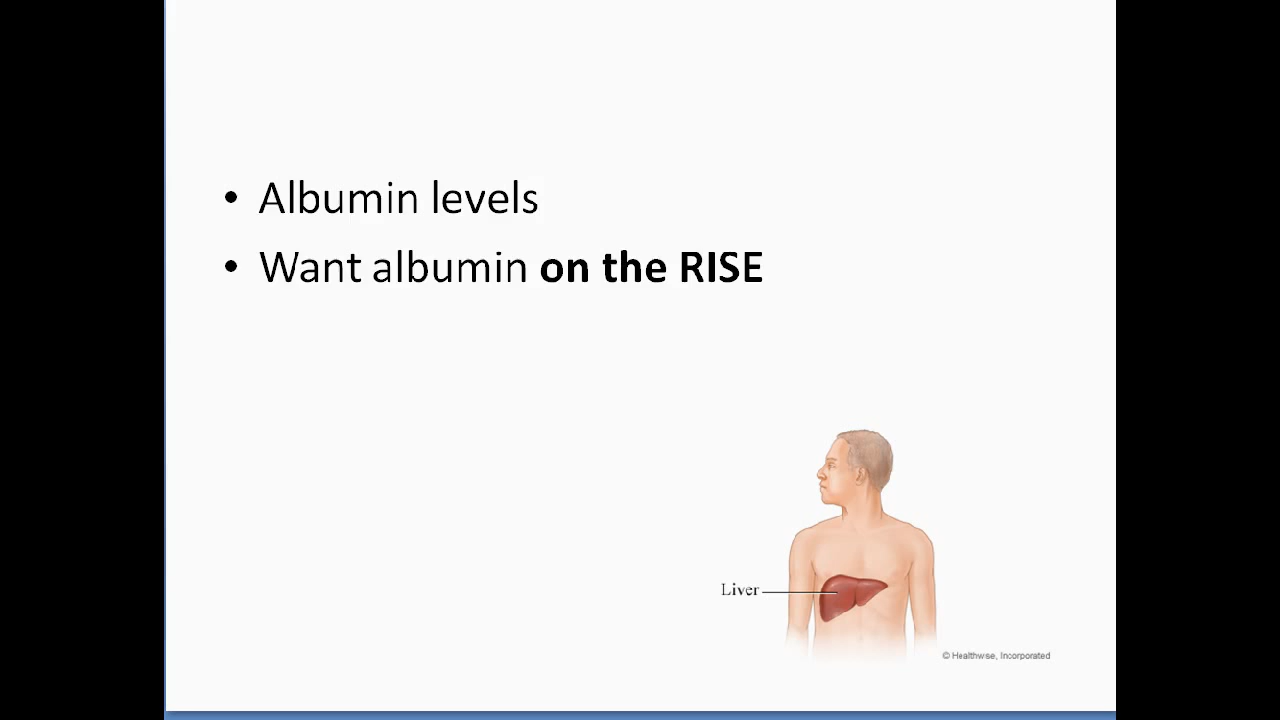 • Albumin levels
• Want albumin on the RISE
Liver
© Healthwise, Incorporated